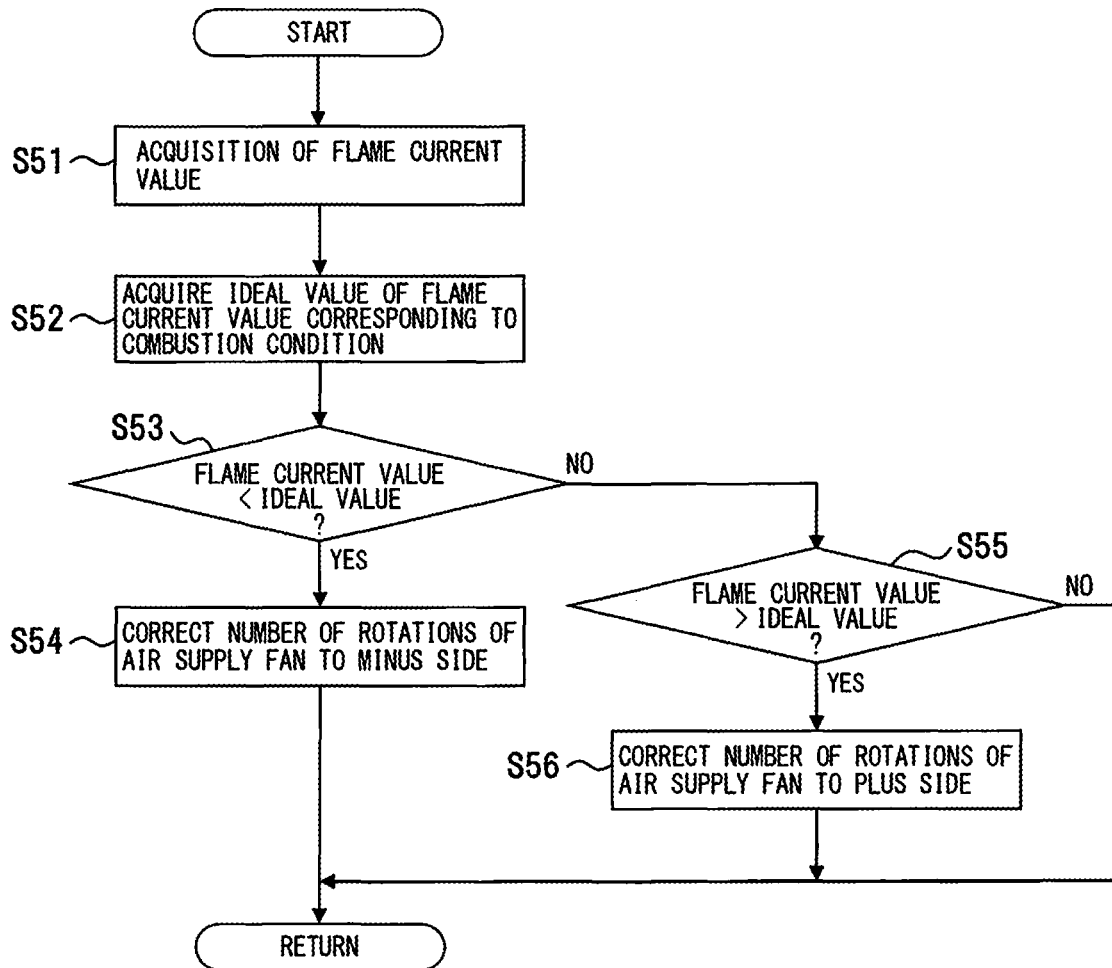 START
S51
ACQUISITION OF FLAME CURRENT
VALUE
S52
ACQUIRE IDEAL VALUE OF FLAME
CURRENT VALUE CORRESPONDING TO
COMBUSTION CONDITION
S53
FLAME CURRENT VALUE
< IDEAL VALUE
?
NO
YES
S55
FLAME CURRENT VALUE
> IDEAL VALUE
?
NO
YES
S54
CORRECT NUMBER OF ROTATIONS OF
AIR SUPPLY FAN TO MINUS SIDE
S56
CORRECT NUMBER OF ROTATIONS OF
AIR SUPPLY FAN TO PLUS SIDE
RETURN